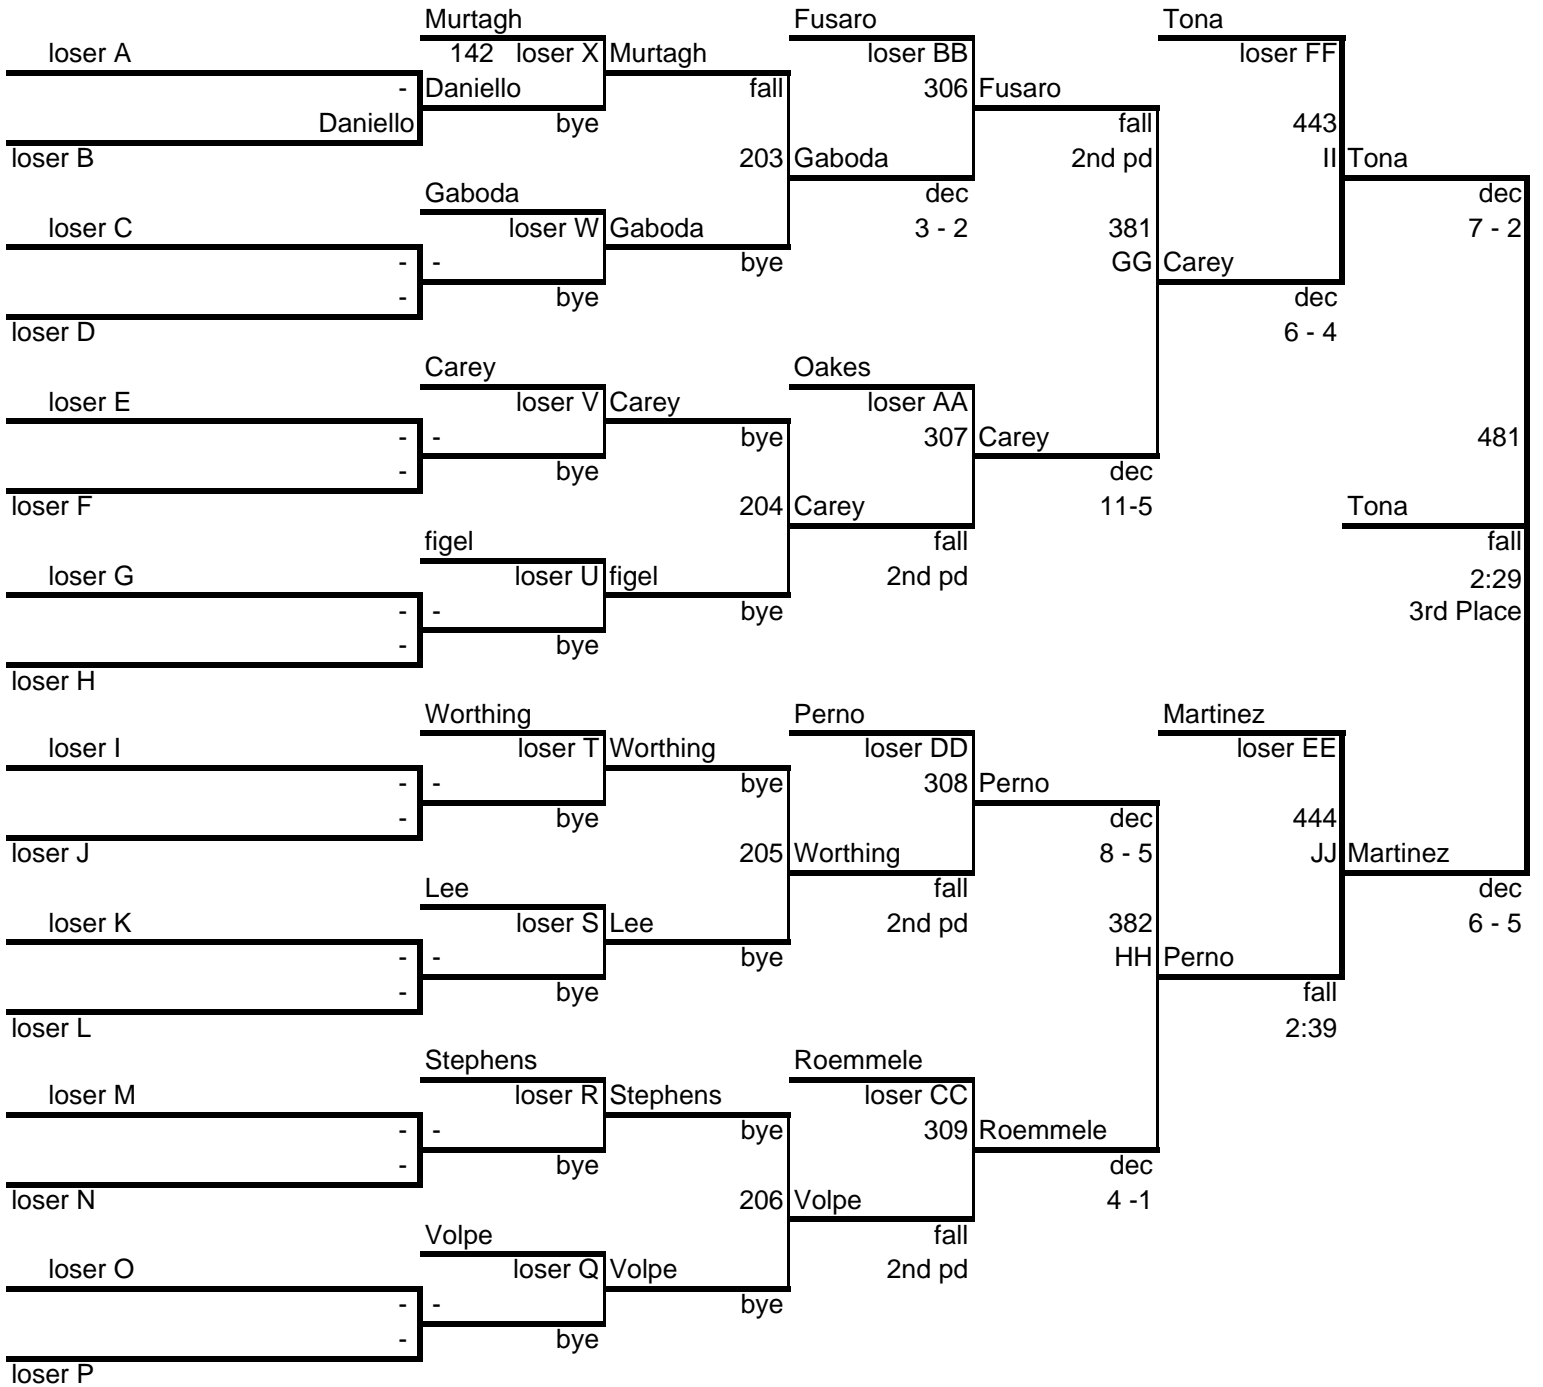 Murtagh Fusaro Tona
loser A 142 loser X Murtagh loser BB loser FF
- Daniello fall 306 Fusaro
Daniello bye fall 443
loser B 203 Gaboda 2nd pd II Tona
Gaboda dec dec
loser C loser W Gaboda 3 - 2 381 7 - 2
- - bye GG Carey
- bye dec
loser D 6 - 4
Carey Oakes
loser E loser V Carey loser AA
- - bye 307 Carey 481
- bye dec
loser F 204 Carey 11-5 Tona
figel fall fall
loser G loser U figel 2nd pd 2:29
- - bye 3rd Place
- bye
loser H
Worthing Perno Martinez
loser I loser T Worthing loser DD loser EE
- - bye 308 Perno
- bye dec 444
loser J 205 Worthing 8 - 5 JJ Martinez
Lee fall dec
loser K loser S Lee 2nd pd 382 6 - 5
- - bye HH Perno
- bye fall
loser L 2:39
Stephens Roemmele
loser M loser R Stephens loser CC
- - bye 309 Roemmele
- bye dec
loser N 206 Volpe 4 -1
Volpe fall
loser O loser Q Volpe 2nd pd
- - bye
- bye
loser P